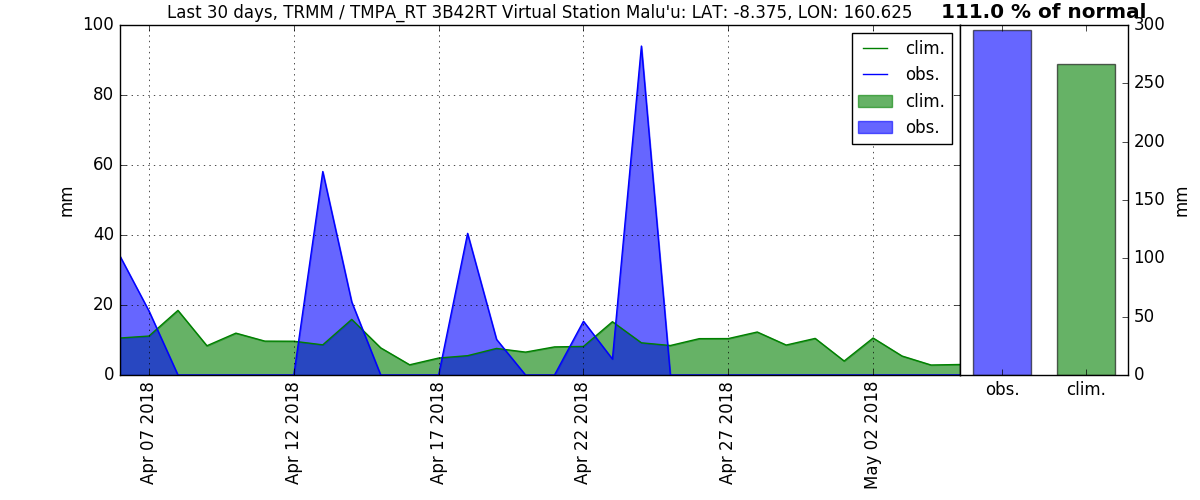 Last 30 days, TRMM / TMPA_RT 3B42RT Virtual Station Malu'u: LAT: -8.375, LON: 160.625
111.0 % of normal
100
80
60
40
20
0
mm
Apr 07 2018
Apr 12 2018
Apr 17 2018
Apr 22 2018
Apr 27 2018
May 02 2018
clim.
obs.
clim.
obs.
300
250
200
150
100
50
0
mm
obs.
clim.